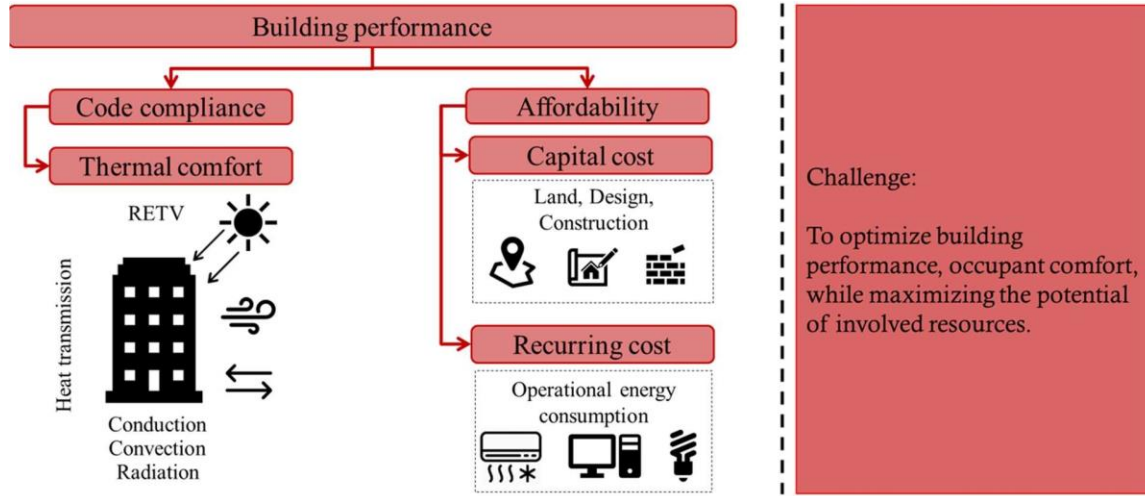 Building performance
Code compliance
Thermal comfort
RETV
Heat transmission
Conduction
Convection
Radiation
Affordability
Capital cost
Land, Design,
Construction
Recurring cost
Operational energy
consumption
Challenge:
To optimize building
performance, occupant comfort,
while maximizing the potential
of involved resources.